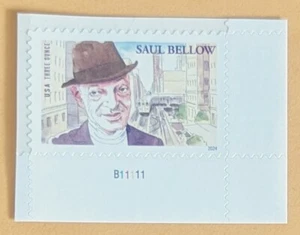 USA THREE OUNCE
SAUL BELLOW
2024
B11111